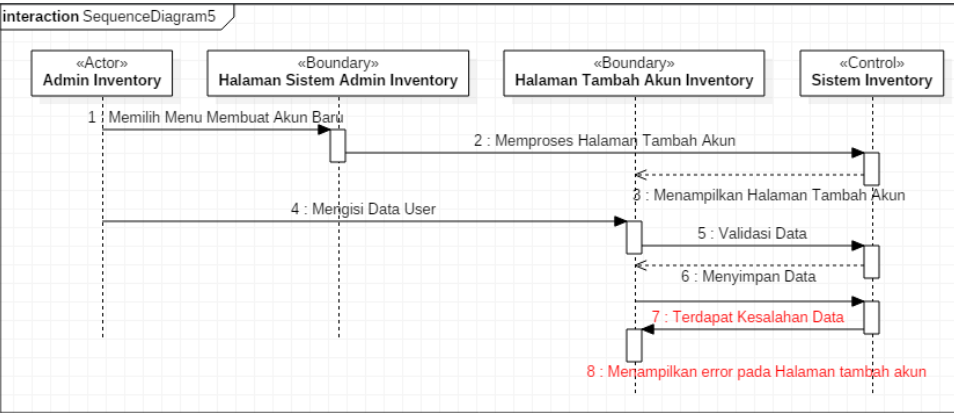 interaction SequenceDiagram5
«Actor»
Admin Inventory
«Boundary»
Halaman Sistem Admin Inventory
«Boundary»
Halaman Tambah Akun Inventory
«Control»
Sistem Inventory
1 : Memilih Menu Membuat Akun Baru
2 : Memproses Halaman Tambah Akun
3 : Menampilkan Halaman Tambah Akun
4 : Mengisi Data User
5 : Validasi Data
6 : Menyimpan Data
7 : Terdapat Kesalahan Data
8 : Menampilkan error pada Halaman tambah akun